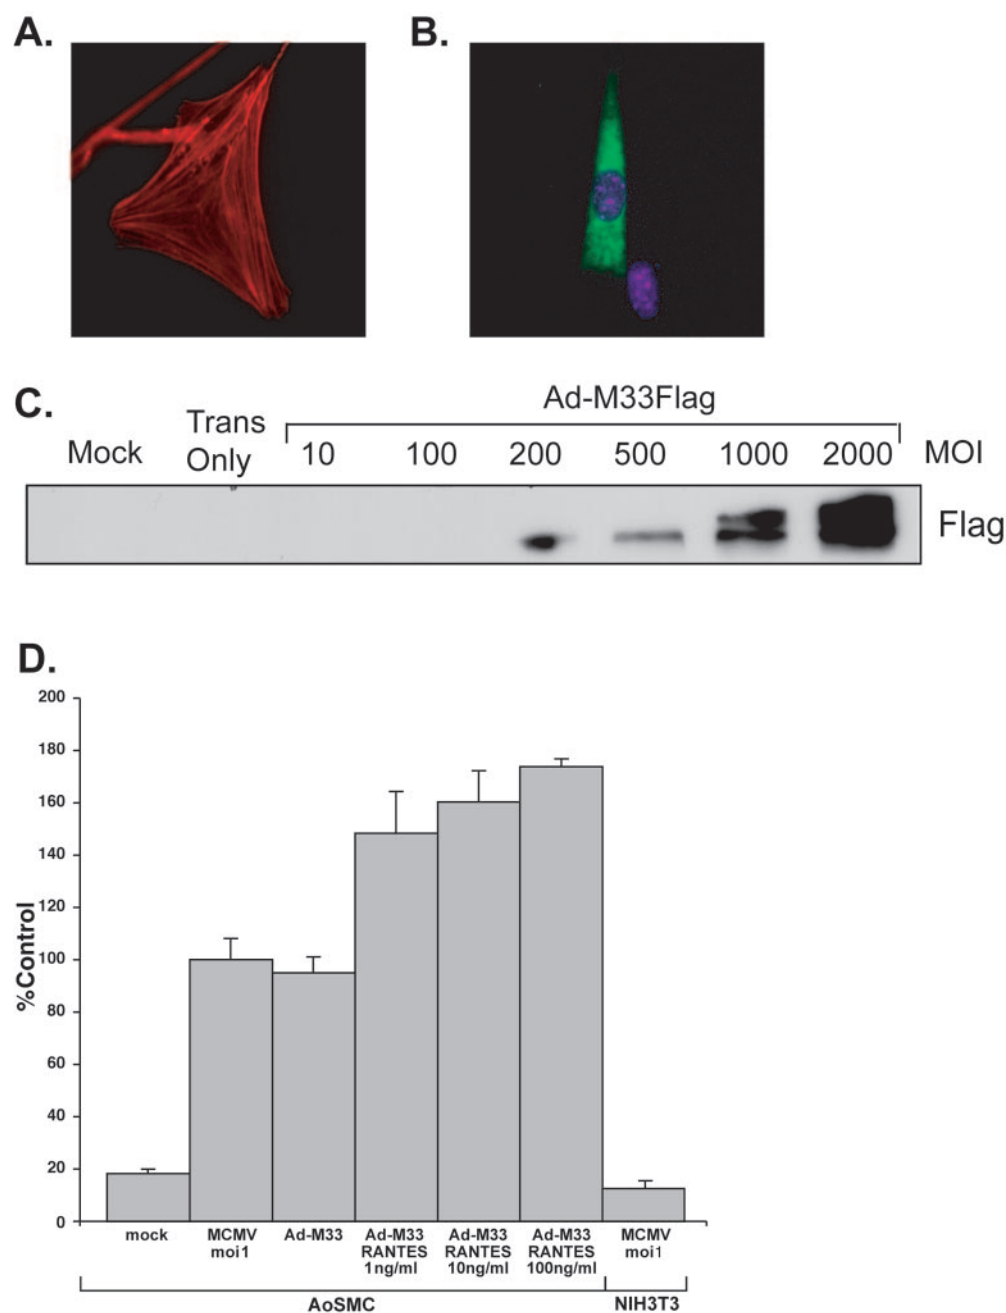 A.
B.
C.
Ad-M33Flag
Mock
Trans
Only
10 100 200 500 1000 2000 MOI
Flag
D.
%Control
200
180
160
140
120
100
80
60
40
20
0
mock
MCMV
moi1
Ad-M33
Ad-M33
RANTES
1ng/ml
Ad-M33
RANTES
10ng/ml
Ad-M33
RANTES
100ng/ml
MCMV
moi1
AoSMC
NIH3T3